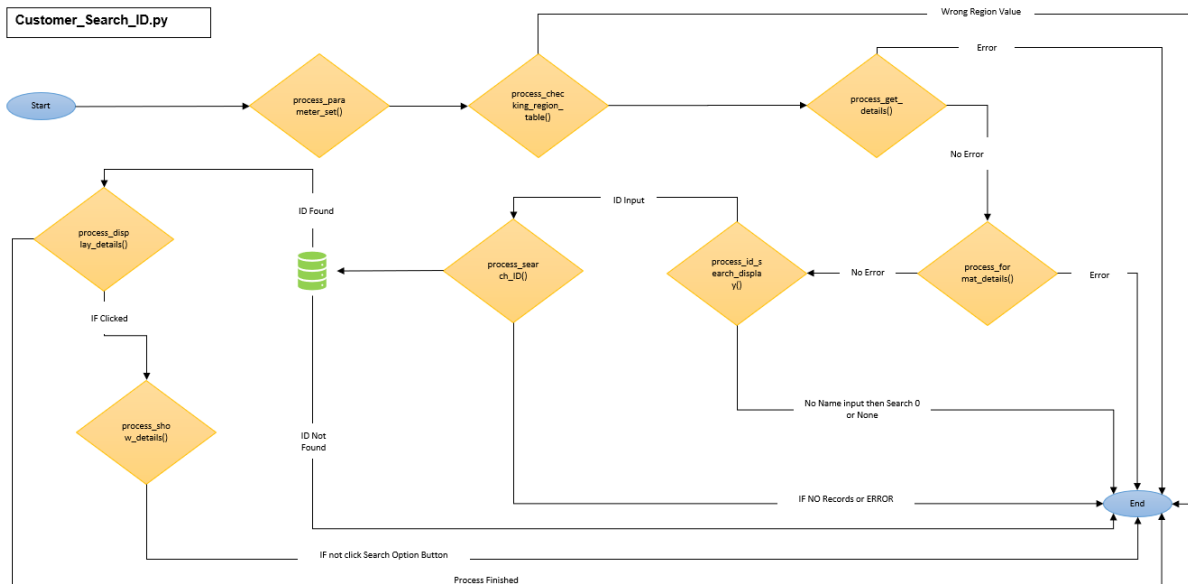 Customer_Search_ID.py
Wrong Region Value
Error
Start
process_para
meter_set()
process_chec
king_region_
table()
process_get_
details()
No Error
ID Found
ID Input
process_disp
lay_details()
process_sear
ch_ID()
process_id_s
earch_displa
y()
No Error
process_for
mat_details()
Error
IF Clicked
process_sho
w_details()
ID Not
Found
No Name input then Search 0
or None
IF NO Records or ERROR
End
IF not click Search Option Button
Process Finished